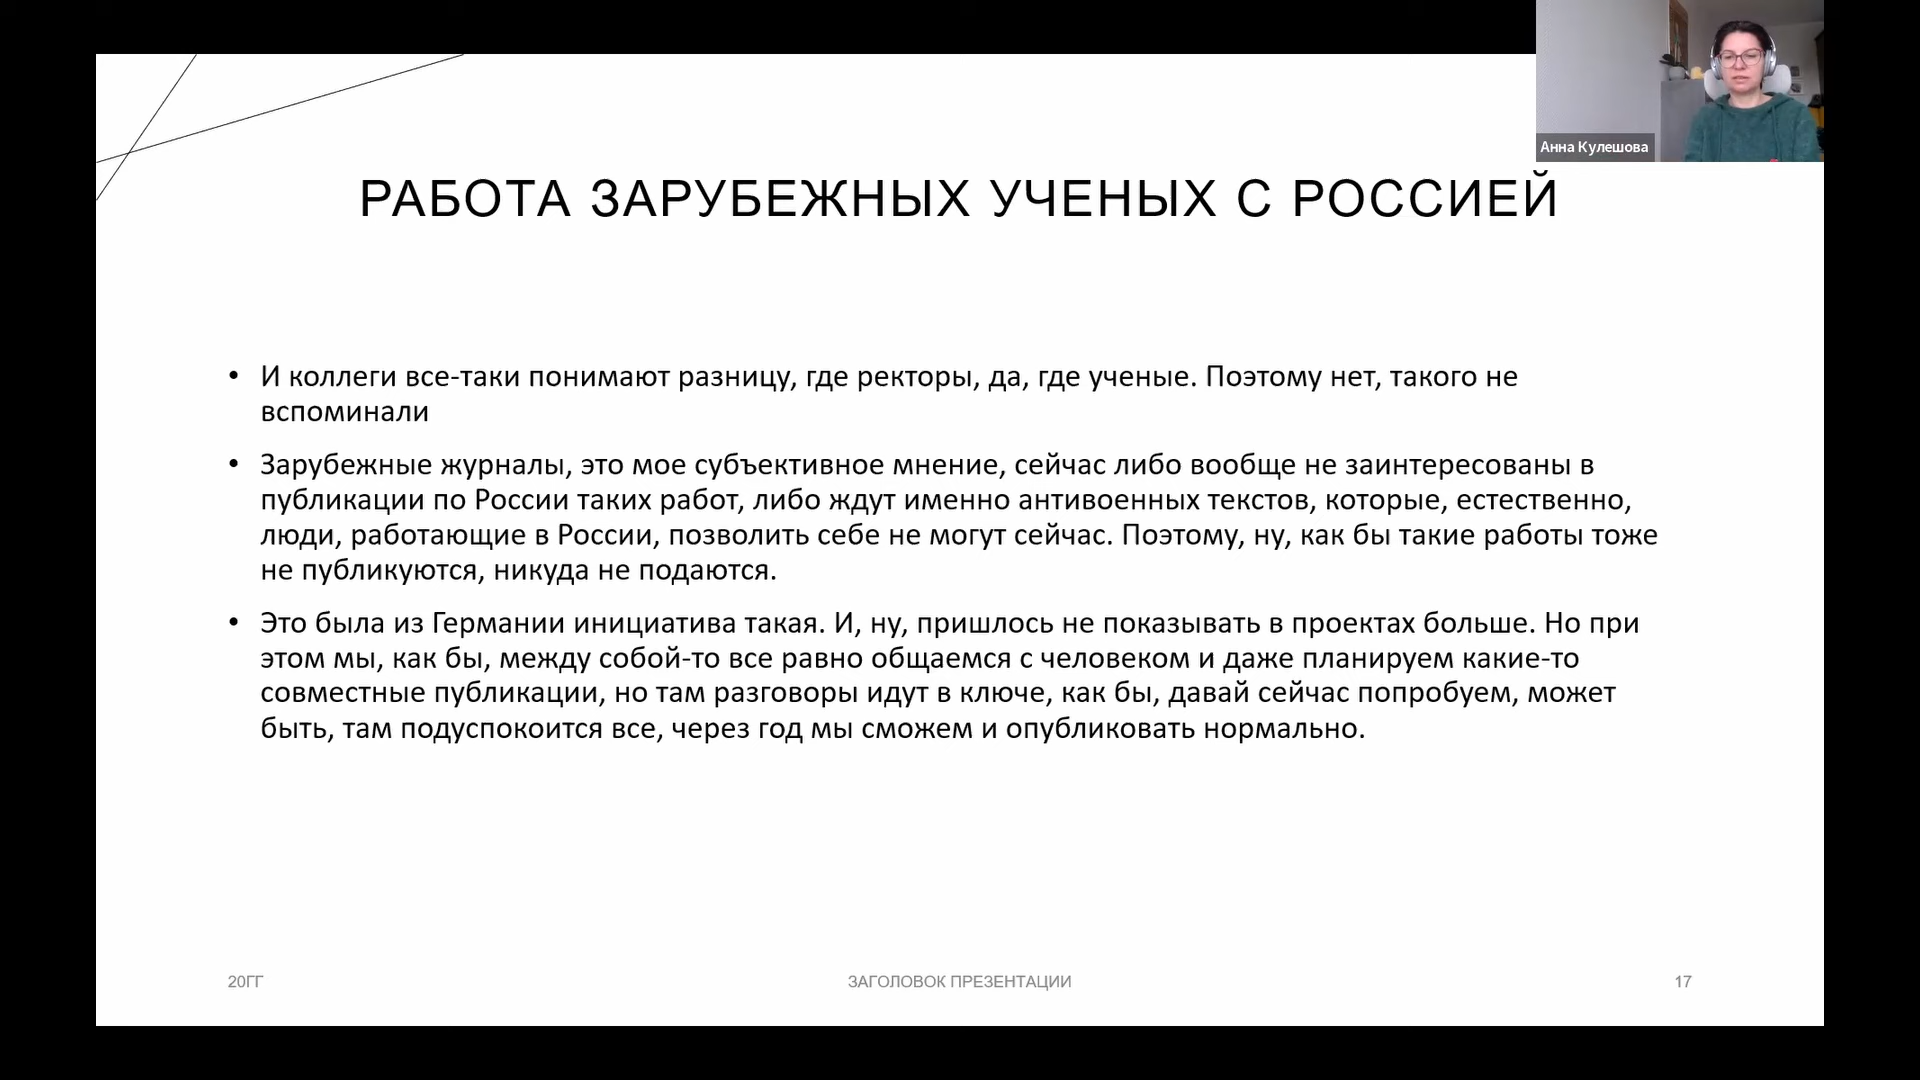 Анна Кулешова
РАБОТА ЗАРУБЕЖНЫХ УЧЕНЫХ С РОССИЕЙ
• И коллеги все-таки понимают разницу, где ректоры, да, где ученые. Поэтому нет, такого не
вспоминали
• Зарубежные журналы, это мое субъективное мнение, сейчас либо вообще не заинтересованы в
публикации по России таких работ, либо ждут именно антивоенных текстов, которые, естественно,
люди, работающие в России, позволить себе не могут сейчас. Поэтому, ну, как бы такие работы тоже
не публикуются, никуда не подаются.
• Это была из Германии инициатива такая. И, ну, пришлось не показывать в проектах больше. Но при
этом мы, как бы, между собой-то все равно общаемся с человеком и даже планируем какие-то
совместные публикации, но там разговоры идут в ключе, как бы, давай сейчас попробуем, может
быть, там подуспокоится все, через год мы сможем и опубликовать нормально.
20ГГ
ЗАГОЛОВОК ПРЕЗЕНТАЦИИ
17